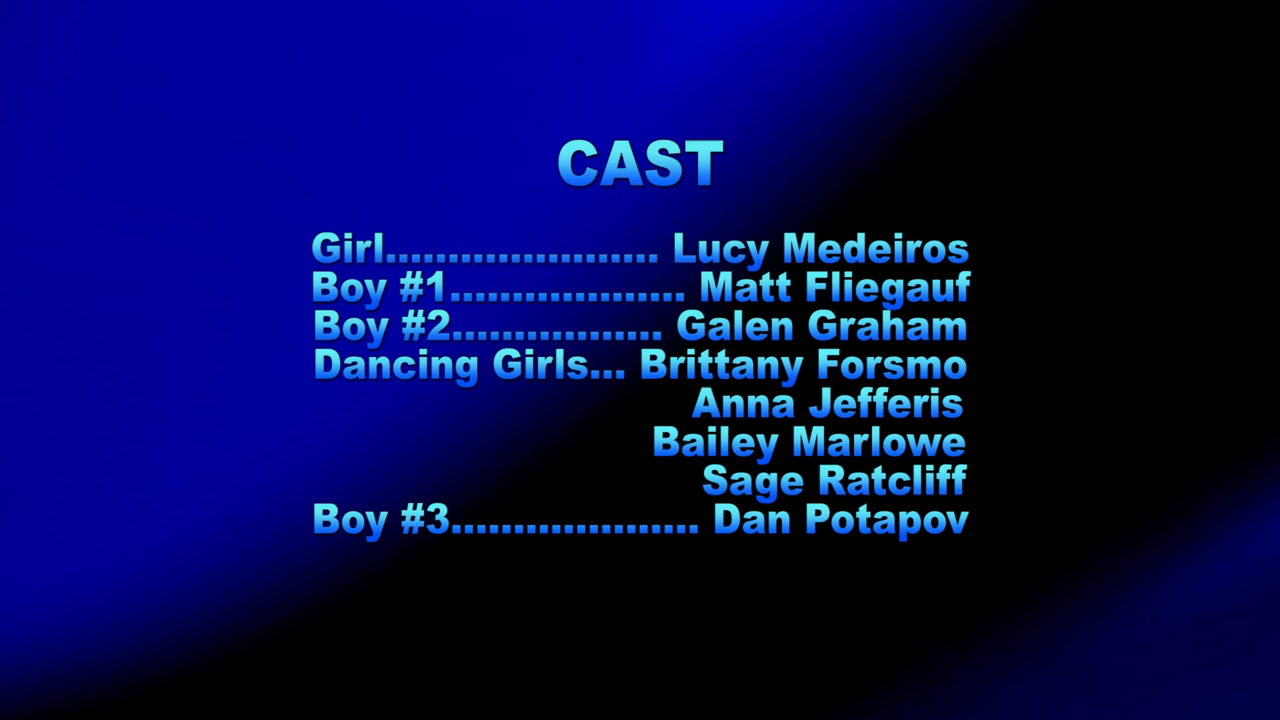 CAST
Girl...................... Lucy Medeiros
Boy #1................... Matt Fliegauf
Boy #2................. Galen Graham
Dancing Girls... Brittany Forsmo
Anna Jefferis
Bailey Marlowe
Sage Ratcliff
Boy #3.................... Dan Potapov